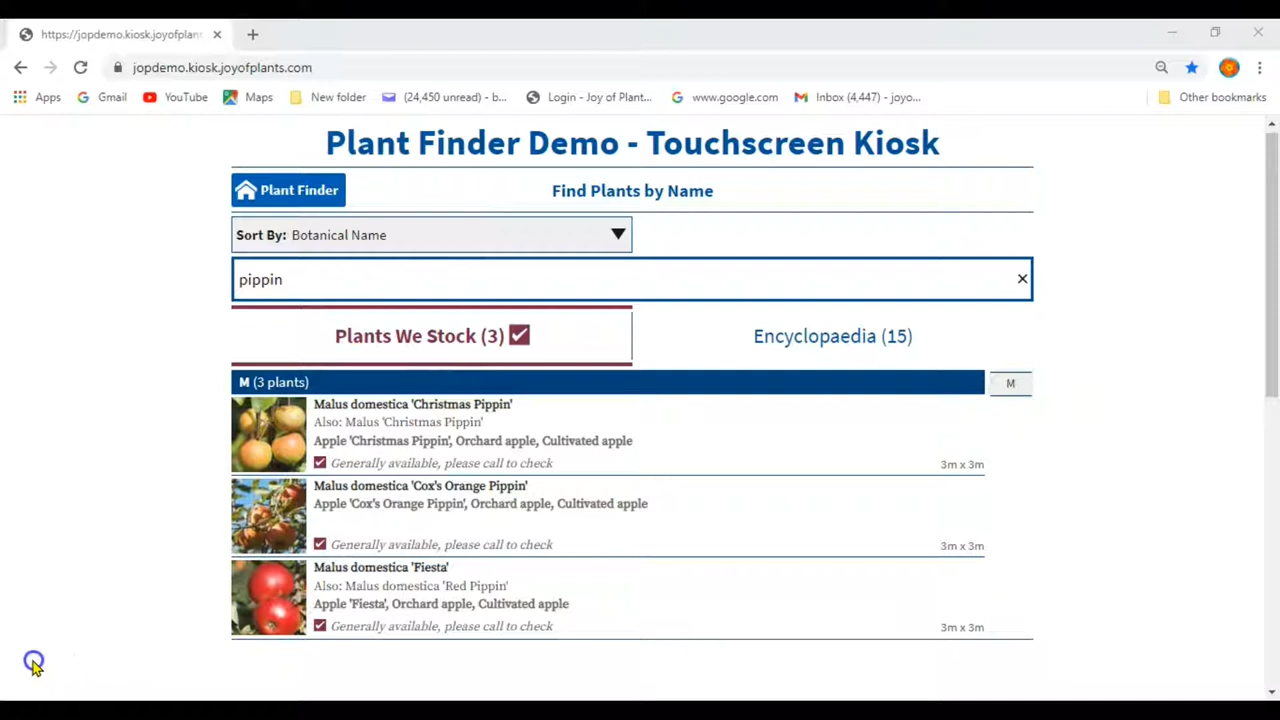 https://jopdemo.kiosk.joyofplant
jopdemo.kiosk.joyofplants.com
Apps Gmail YouTube Maps New folder (24,450 unread) - b... Login - Joy of Plant... www.google.com Inbox (4,447) - joyo... Other bookmarks
Plant Finder Demo - Touchscreen Kiosk
Plant Finder Find Plants by Name
Sort By: Botanical Name
pippin
Plants We Stock (3) Encyclopaedia (15)
M (3 plants) M
Malus domestica 'Christmas Pippin'
Also: Malus 'Christmas Pippin'
Apple 'Christmas Pippin', Orchard apple, Cultivated apple
Generally available, please call to check 3m x 3m
Malus domestica 'Cox's Orange Pippin'
Apple 'Cox's Orange Pippin', Orchard apple, Cultivated apple
Generally available, please call to check 3m x 3m
Malus domestica 'Fiesta'
Also: Malus domestica 'Red Pippin'
Apple 'Fiesta', Orchard apple, Cultivated apple
Generally available, please call to check 3m x 3m